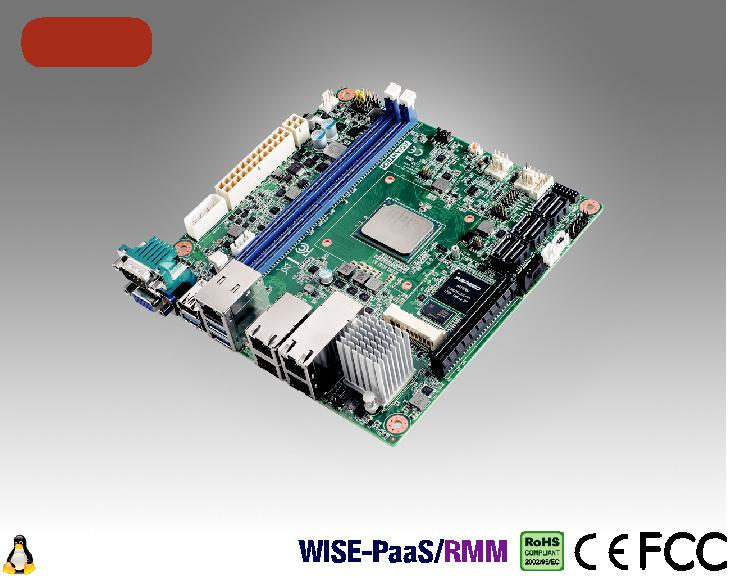 WISE-PaaS/RMM
RoHS
COMPLIANT
2002/95/EC
CE FCC